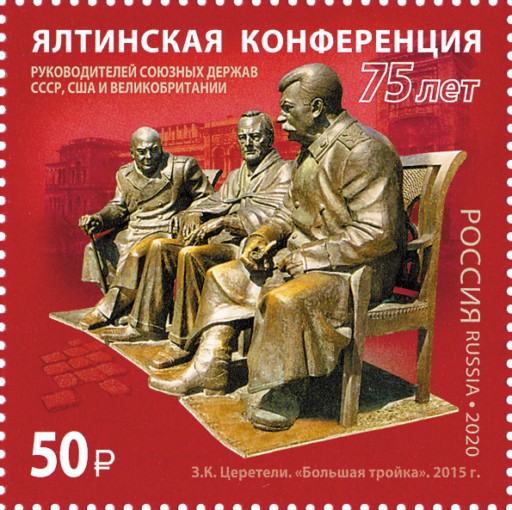 ЯЛТИНСКАЯ КОНФЕРЕНЦИЯ
РУКОВОДИТЕЛЕЙ СОЮЗНЫХ ДЕРЖАВ
СССР, США И ВЕЛИКОБРИТАНИИ
75 лет
РОССИЯ RUSSIA • 2020
50₽
З.К. Церетели. «Большая тройка». 2015 г.